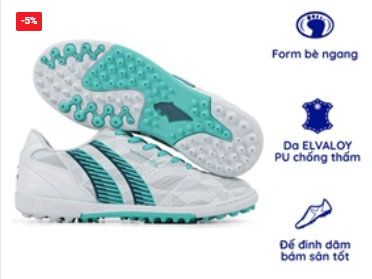 -5%
Form bè ngang
Da ELVALOY
PU chống thấm
Đế đinh dăm
bám sân tốt